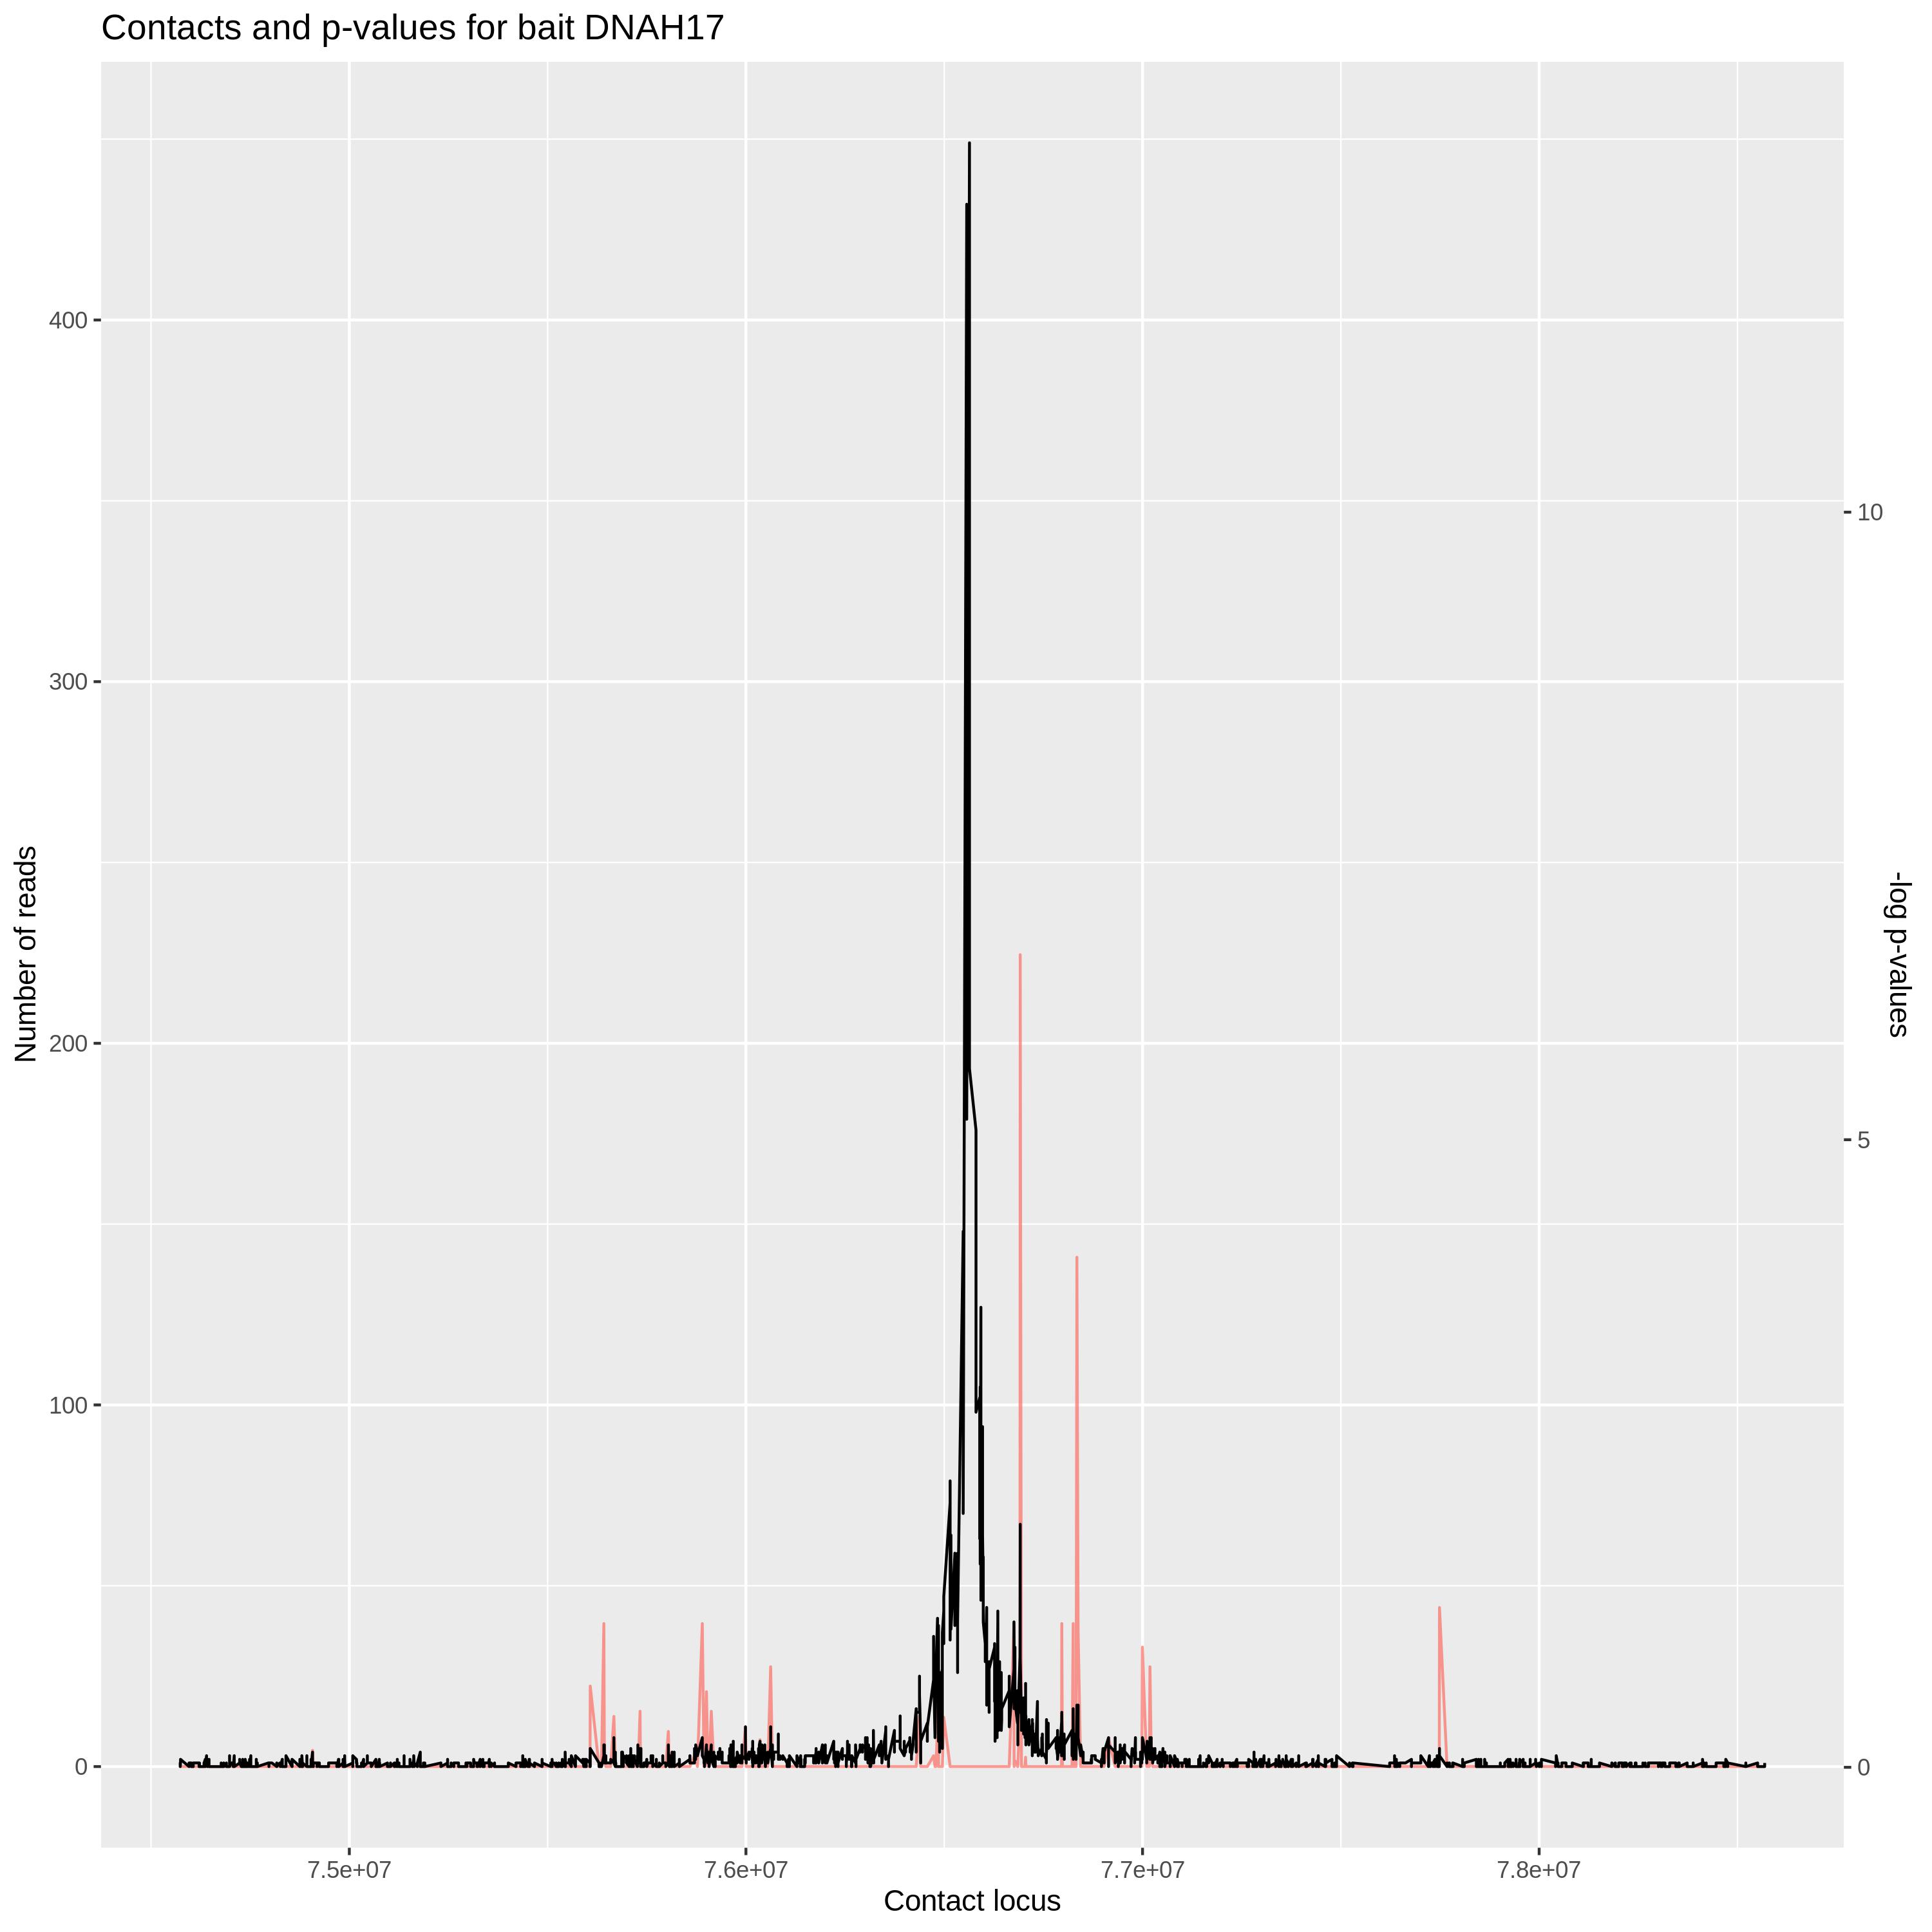 Contacts and p-values for bait DNAH17
Number of reads
400
300
200
100
0
10
5
0
-log p-values
7.5e+07
7.6e+07
7.7e+07
7.8e+07
Contact locus